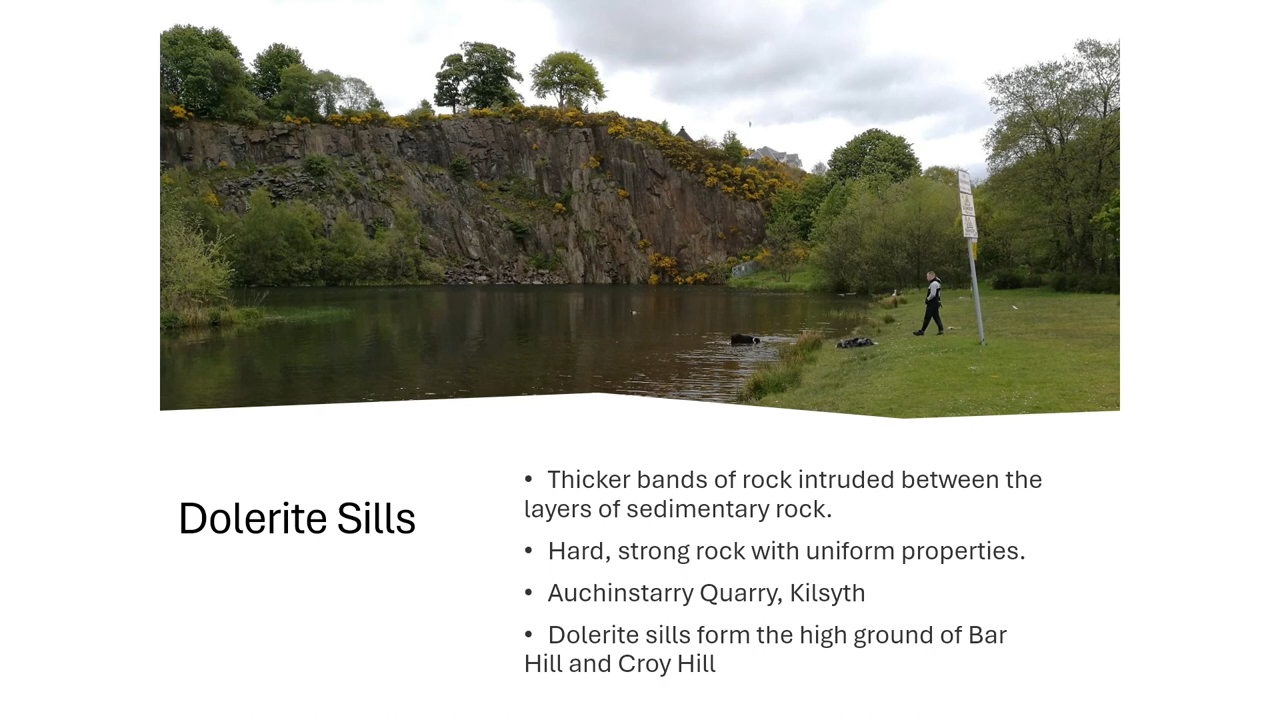 Dolerite Sills
• Thicker bands of rock intruded between the
layers of sedimentary rock.
• Hard, strong rock with uniform properties.
• Auchinstarry Quarry, Kilsyth
• Dolerite sills form the high ground of Bar
Hill and Croy Hill